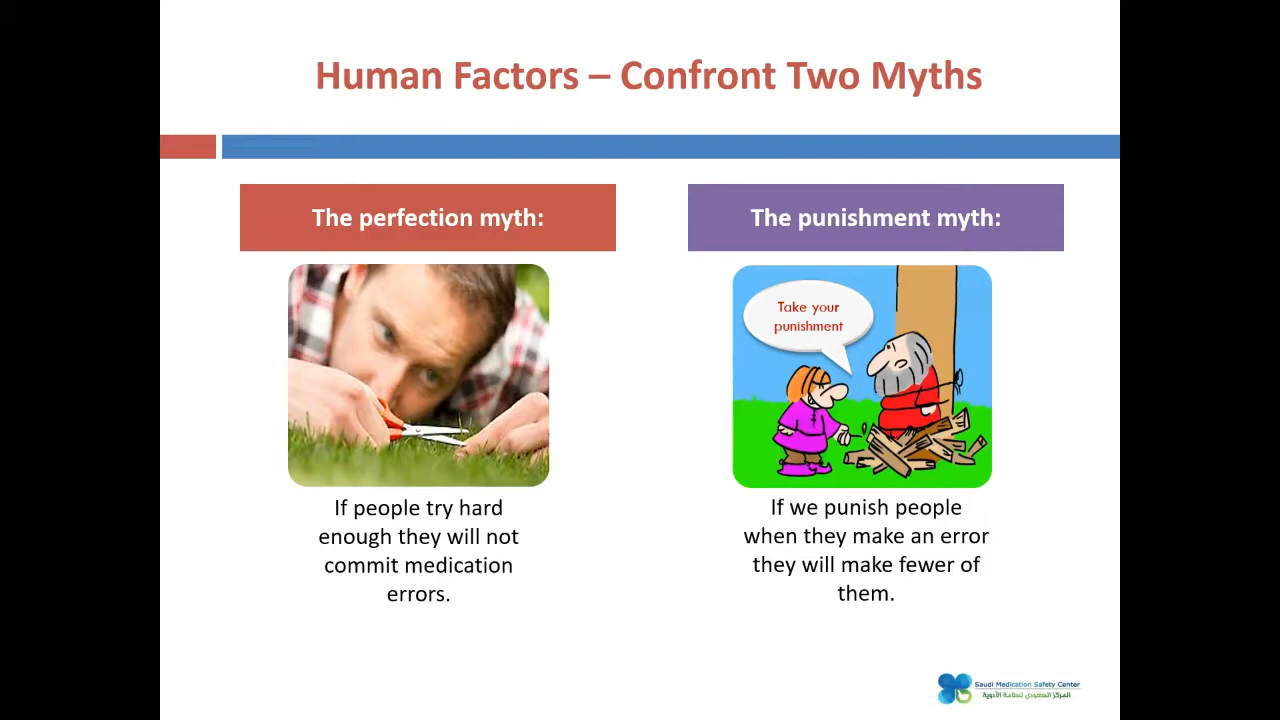 Human Factors – Confront Two Myths
The perfection myth:
If people try hard
enough they will not
commit medication
errors.
The punishment myth:
Take your
punishment
If we punish people
when they make an error
they will make fewer of
them.
Saudi Medication Safety Center
المركز السعودي لسلامة الأدوية